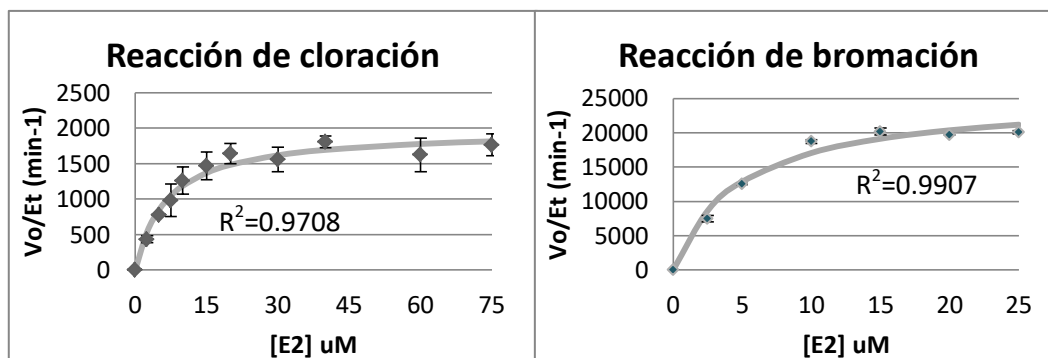 Reacción de cloración
Vo/Et (min-1)
2500
2000
1500
1000
500
0
R²=0.9708
0 15 30 45 60 75
[E2] uM
Reacción de bromación
Vo/Et (min-1)
25000
20000
15000
10000
5000
0
R²=0.9907
0 5 10 15 20 25
[E2] uM